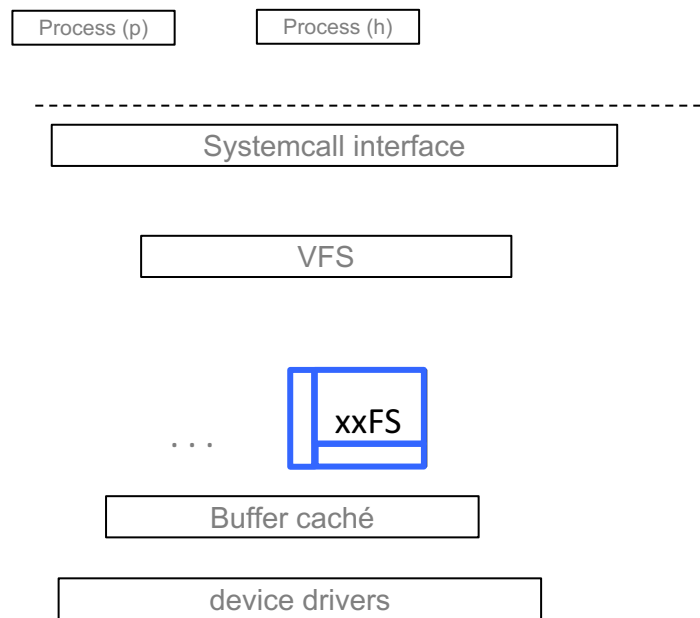 Process (p) Process (h)
Systemcall interface
VFS
. . .
xxFS
Buffer caché
device drivers